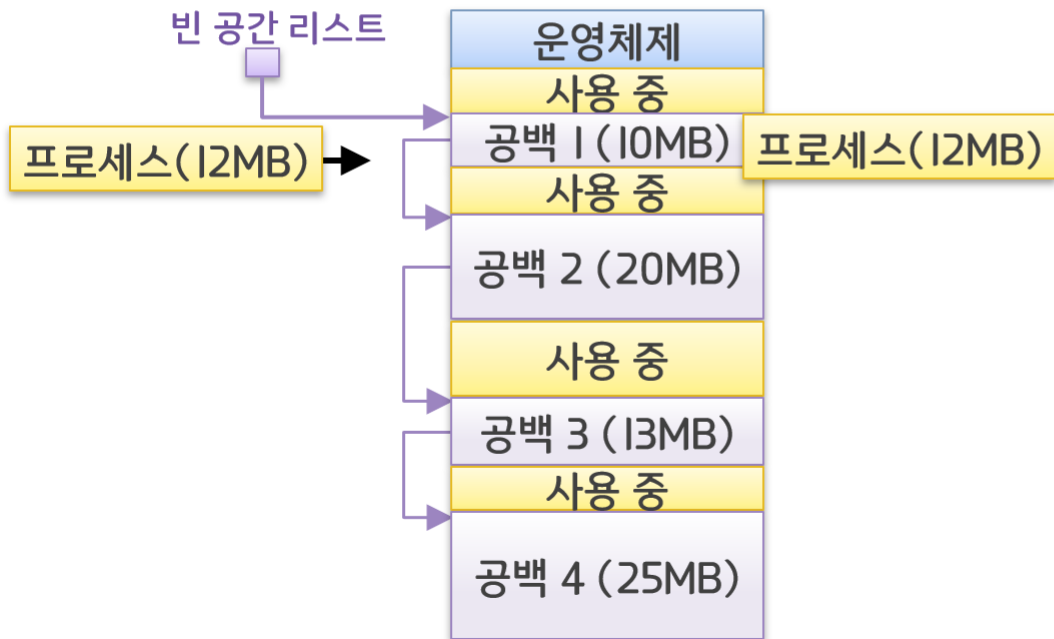 빈 공간 리스트
운영체제
사용 중
공백 1 (10MB)
프로세스(12MB)
프로세스(12MB)
사용 중
공백 2 (20MB)
사용 중
공백 3 (13MB)
사용 중
공백 4 (25MB)